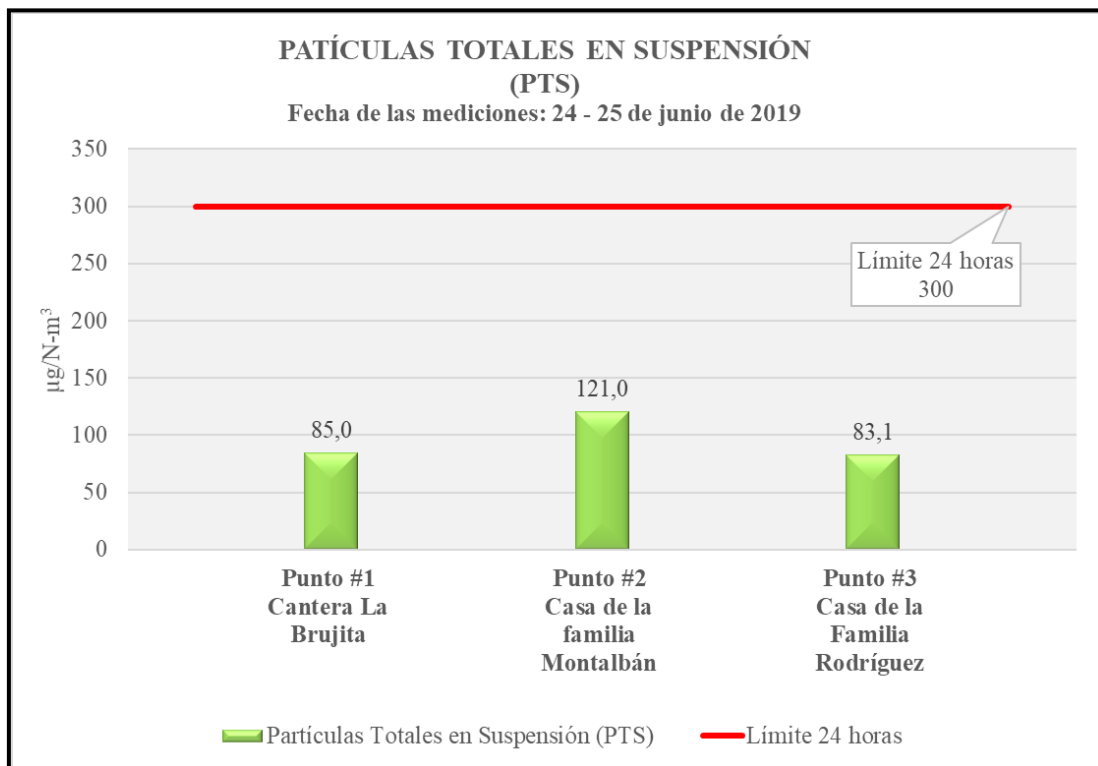 PATÍCULAS TOTALES EN SUSPENSIÓN
(PTS)
Fecha de las mediciones: 24 - 25 de junio de 2019
350
300
250
200
150
100
50
0
µg/N-m³
Límite 24 horas
300
85,0
121,0
83,1
Punto #1
Cantera La
Brujita
Punto #2
Casa de la
familia
Montalbán
Punto #3
Casa de la
Familia
Rodríguez
Partículas Totales en Suspensión (PTS)
Límite 24 horas